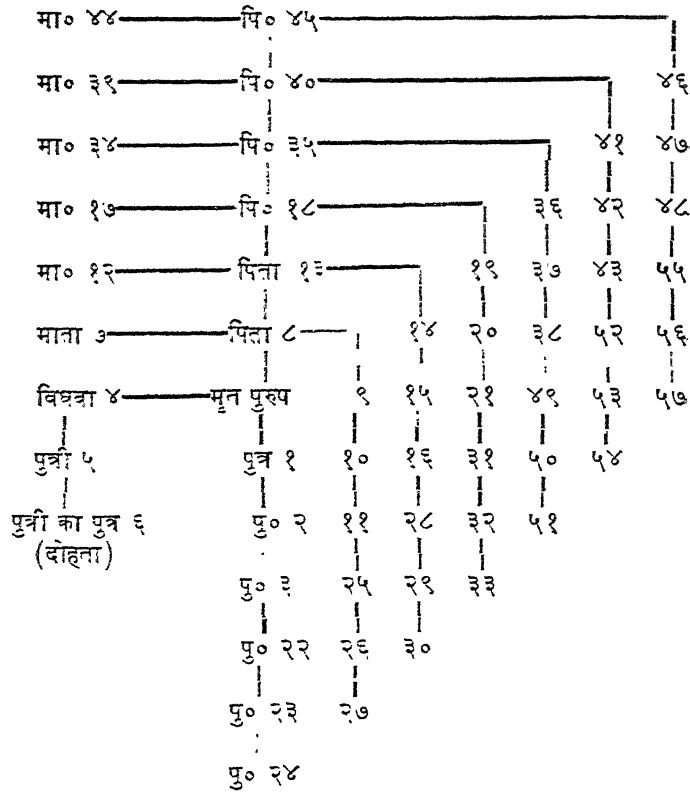 मा० ४४ पि० ४५
मा० ३९ पि० ४० ४६
मा० ३४ पि० ३५ ४१ ४७
मा० १७ पि० १८ ३६ ४२ ४८
मा० १२ पिता १३ १९ ३७ ४३ ५५
माता ७ पिता ८ १४ २० ३८ ५२ ५६
विधवा ४ मृत पुरुष ९ १५ २१ ४९ ५३ ५७
पुत्री ५ पुत्र १ १० १६ ३१ ५० ५४
पुत्री का पुत्र ६ पु० २ ११ २८ ३२ ५१
(दोहता)
पु० ३ २५ २९ ३३
पु० २२ २६ ३०
पु० २३ २७
पु० २४